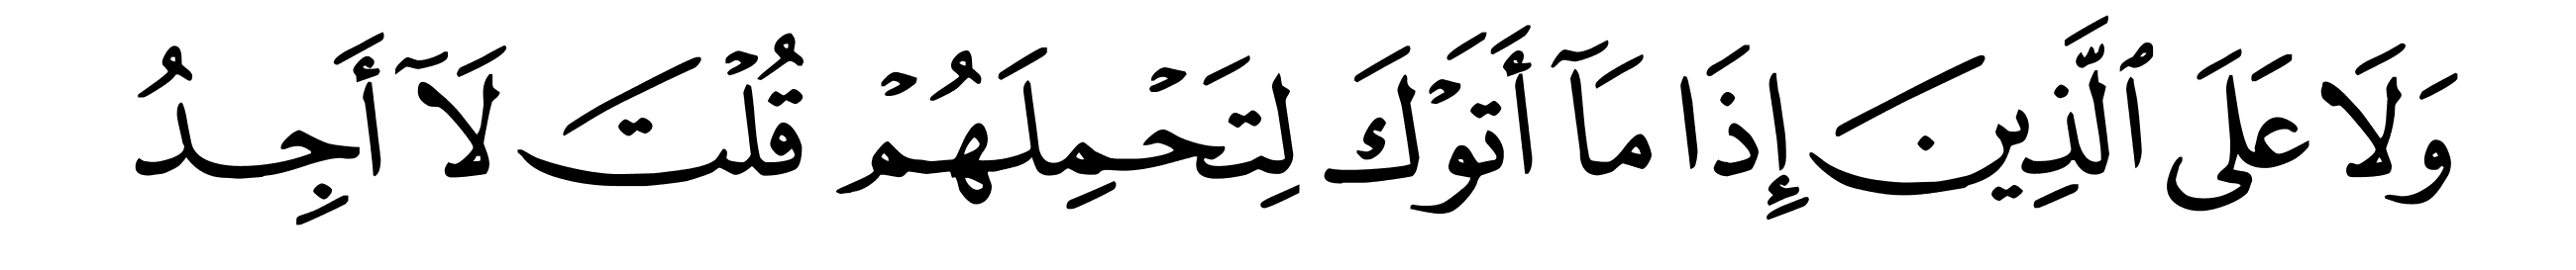 وَلَا عَلَى ٱلَّذِينَ إِذَا مَآ أَتَوْكَ لِتَحْمِلَهُمْ قُلْتَ لَآ أَجِدُ